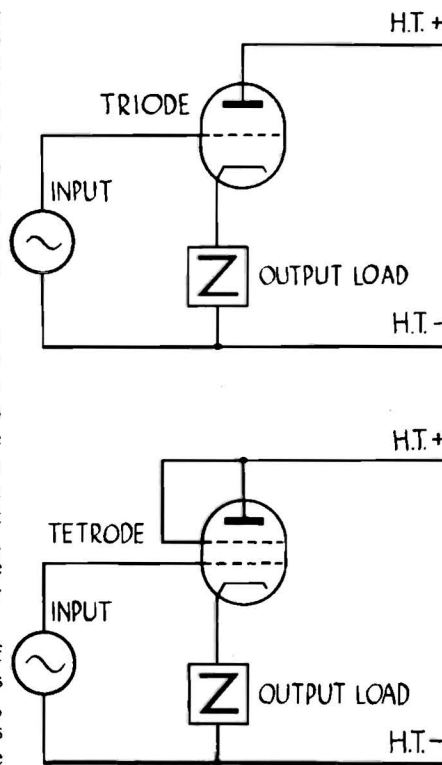 H.T. +
TRIODE
INPUT
Z OUTPUT LOAD
H.T. –
H.T. +
TETRODE
INPUT
Z OUTPUT LOAD
H.T. –